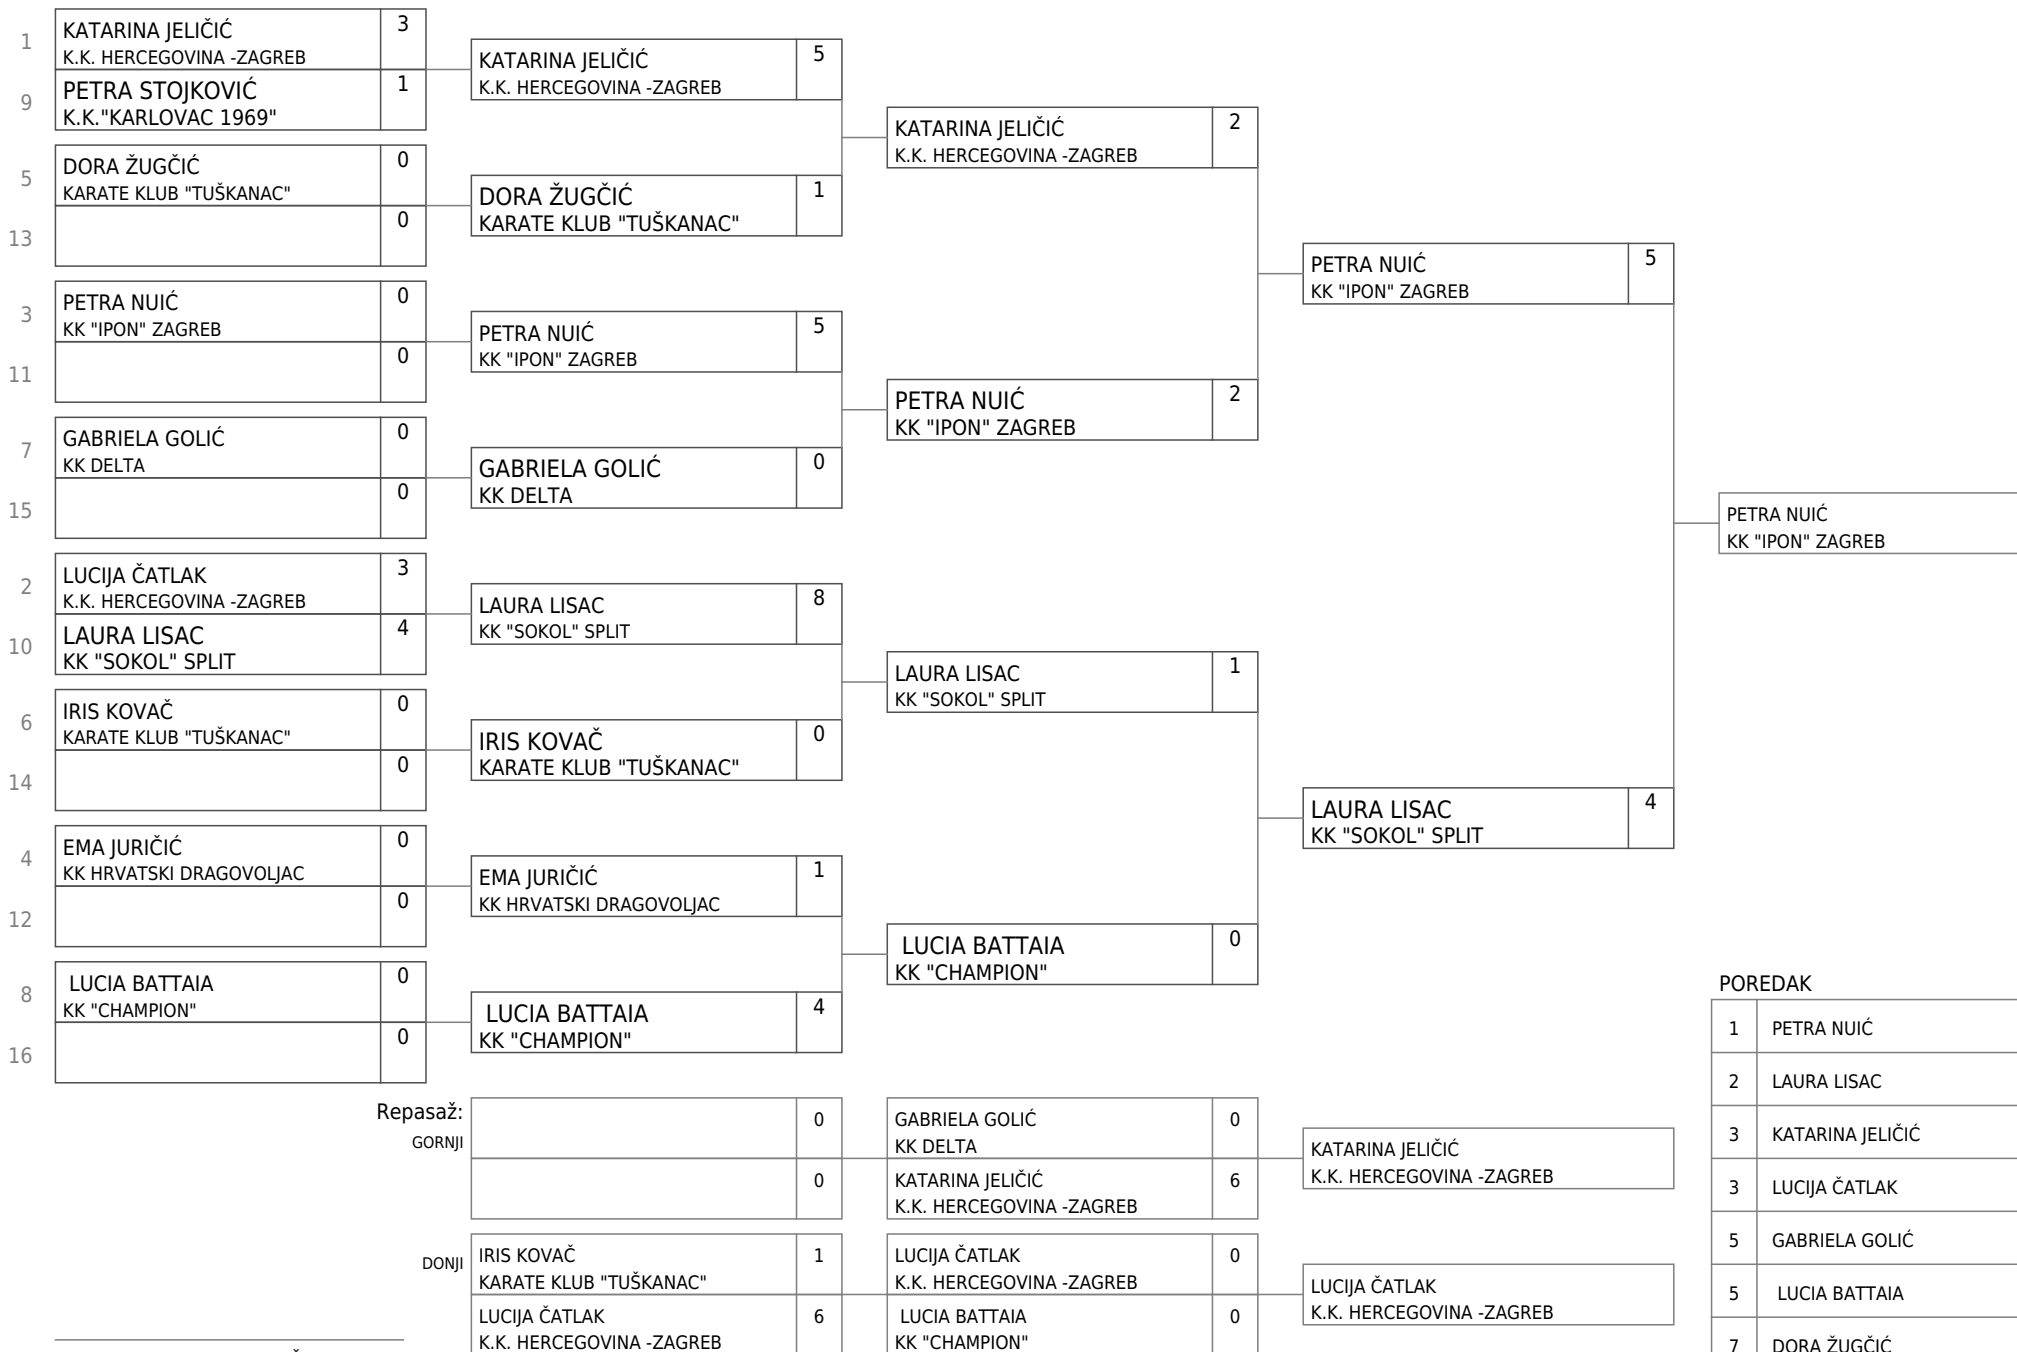 1
KATARINA JELIČIĆ
3
K.K. HERCEGOVINA -ZAGREB
9
PETRA STOJKOVIĆ
1
K.K."KARLOVAC 1969"
5
DORA ŽUGČIĆ
0
KARATE KLUB "TUŠKANAC"
13
0
3
PETRA NUIĆ
0
KK "IPON" ZAGREB
11
0
7
GABRIELA GOLIĆ
0
KK DELTA
15
0
2
LUCIJA ČATLAK
3
K.K. HERCEGOVINA -ZAGREB
10
LAURA LISAC
4
KK "SOKOL" SPLIT
6
IRIS KOVAČ
0
KARATE KLUB "TUŠKANAC"
14
0
4
EMA JURIČIĆ
0
KK HRVATSKI DRAGOVOLJAC
12
0
8
LUCIA BATTAIA
0
KK "CHAMPION"
16
0
KATARINA JELIČIĆ
5
K.K. HERCEGOVINA -ZAGREB
DORA ŽUGČIĆ
1
KARATE KLUB "TUŠKANAC"
PETRA NUIĆ
5
KK "IPON" ZAGREB
GABRIELA GOLIĆ
0
KK DELTA
LAURA LISAC
8
KK "SOKOL" SPLIT
IRIS KOVAČ
0
KARATE KLUB "TUŠKANAC"
EMA JURIČIĆ
1
KK HRVATSKI DRAGOVOLJAC
LUCIA BATTAIA
4
KK "CHAMPION"
KATARINA JELIČIĆ
2
K.K. HERCEGOVINA -ZAGREB
PETRA NUIĆ
2
KK "IPON" ZAGREB
LAURA LISAC
1
KK "SOKOL" SPLIT
LUCIA BATTAIA
0
KK "CHAMPION"
PETRA NUIĆ
5
KK "IPON" ZAGREB
LAURA LISAC
4
KK "SOKOL" SPLIT
PETRA NUIĆ
KK "IPON" ZAGREB
Repasaž:
GORNJI
0
0
GABRIELA GOLIĆ
0
KK DELTA
KATARINA JELIČIĆ
6
K.K. HERCEGOVINA -ZAGREB
KATARINA JELIČIĆ
K.K. HERCEGOVINA -ZAGREB
DONJI
IRIS KOVAČ
1
KARATE KLUB "TUŠKANAC"
LUCIJA ČATLAK
6
K.K. HERCEGOVINA -ZAGREB
LUCIJA ČATLAK
0
K.K. HERCEGOVINA -ZAGREB
LUCIA BATTAIA
0
KK "CHAMPION"
LUCIJA ČATLAK
K.K. HERCEGOVINA -ZAGREB
POREDAK
1 PETRA NUIĆ
2 LAURA LISAC
3 KATARINA JELIČIĆ
3 LUCIJA ČATLAK
5 GABRIELA GOLIĆ
5 LUCIA BATTAIA
7 DORA ŽUGČIĆ